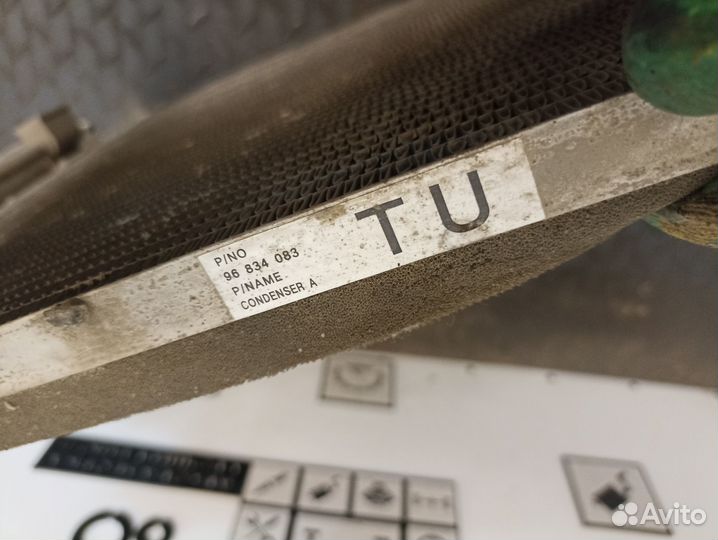 P/NO
96 834 083
P/NAME
CONDENSER A
TU
Avito